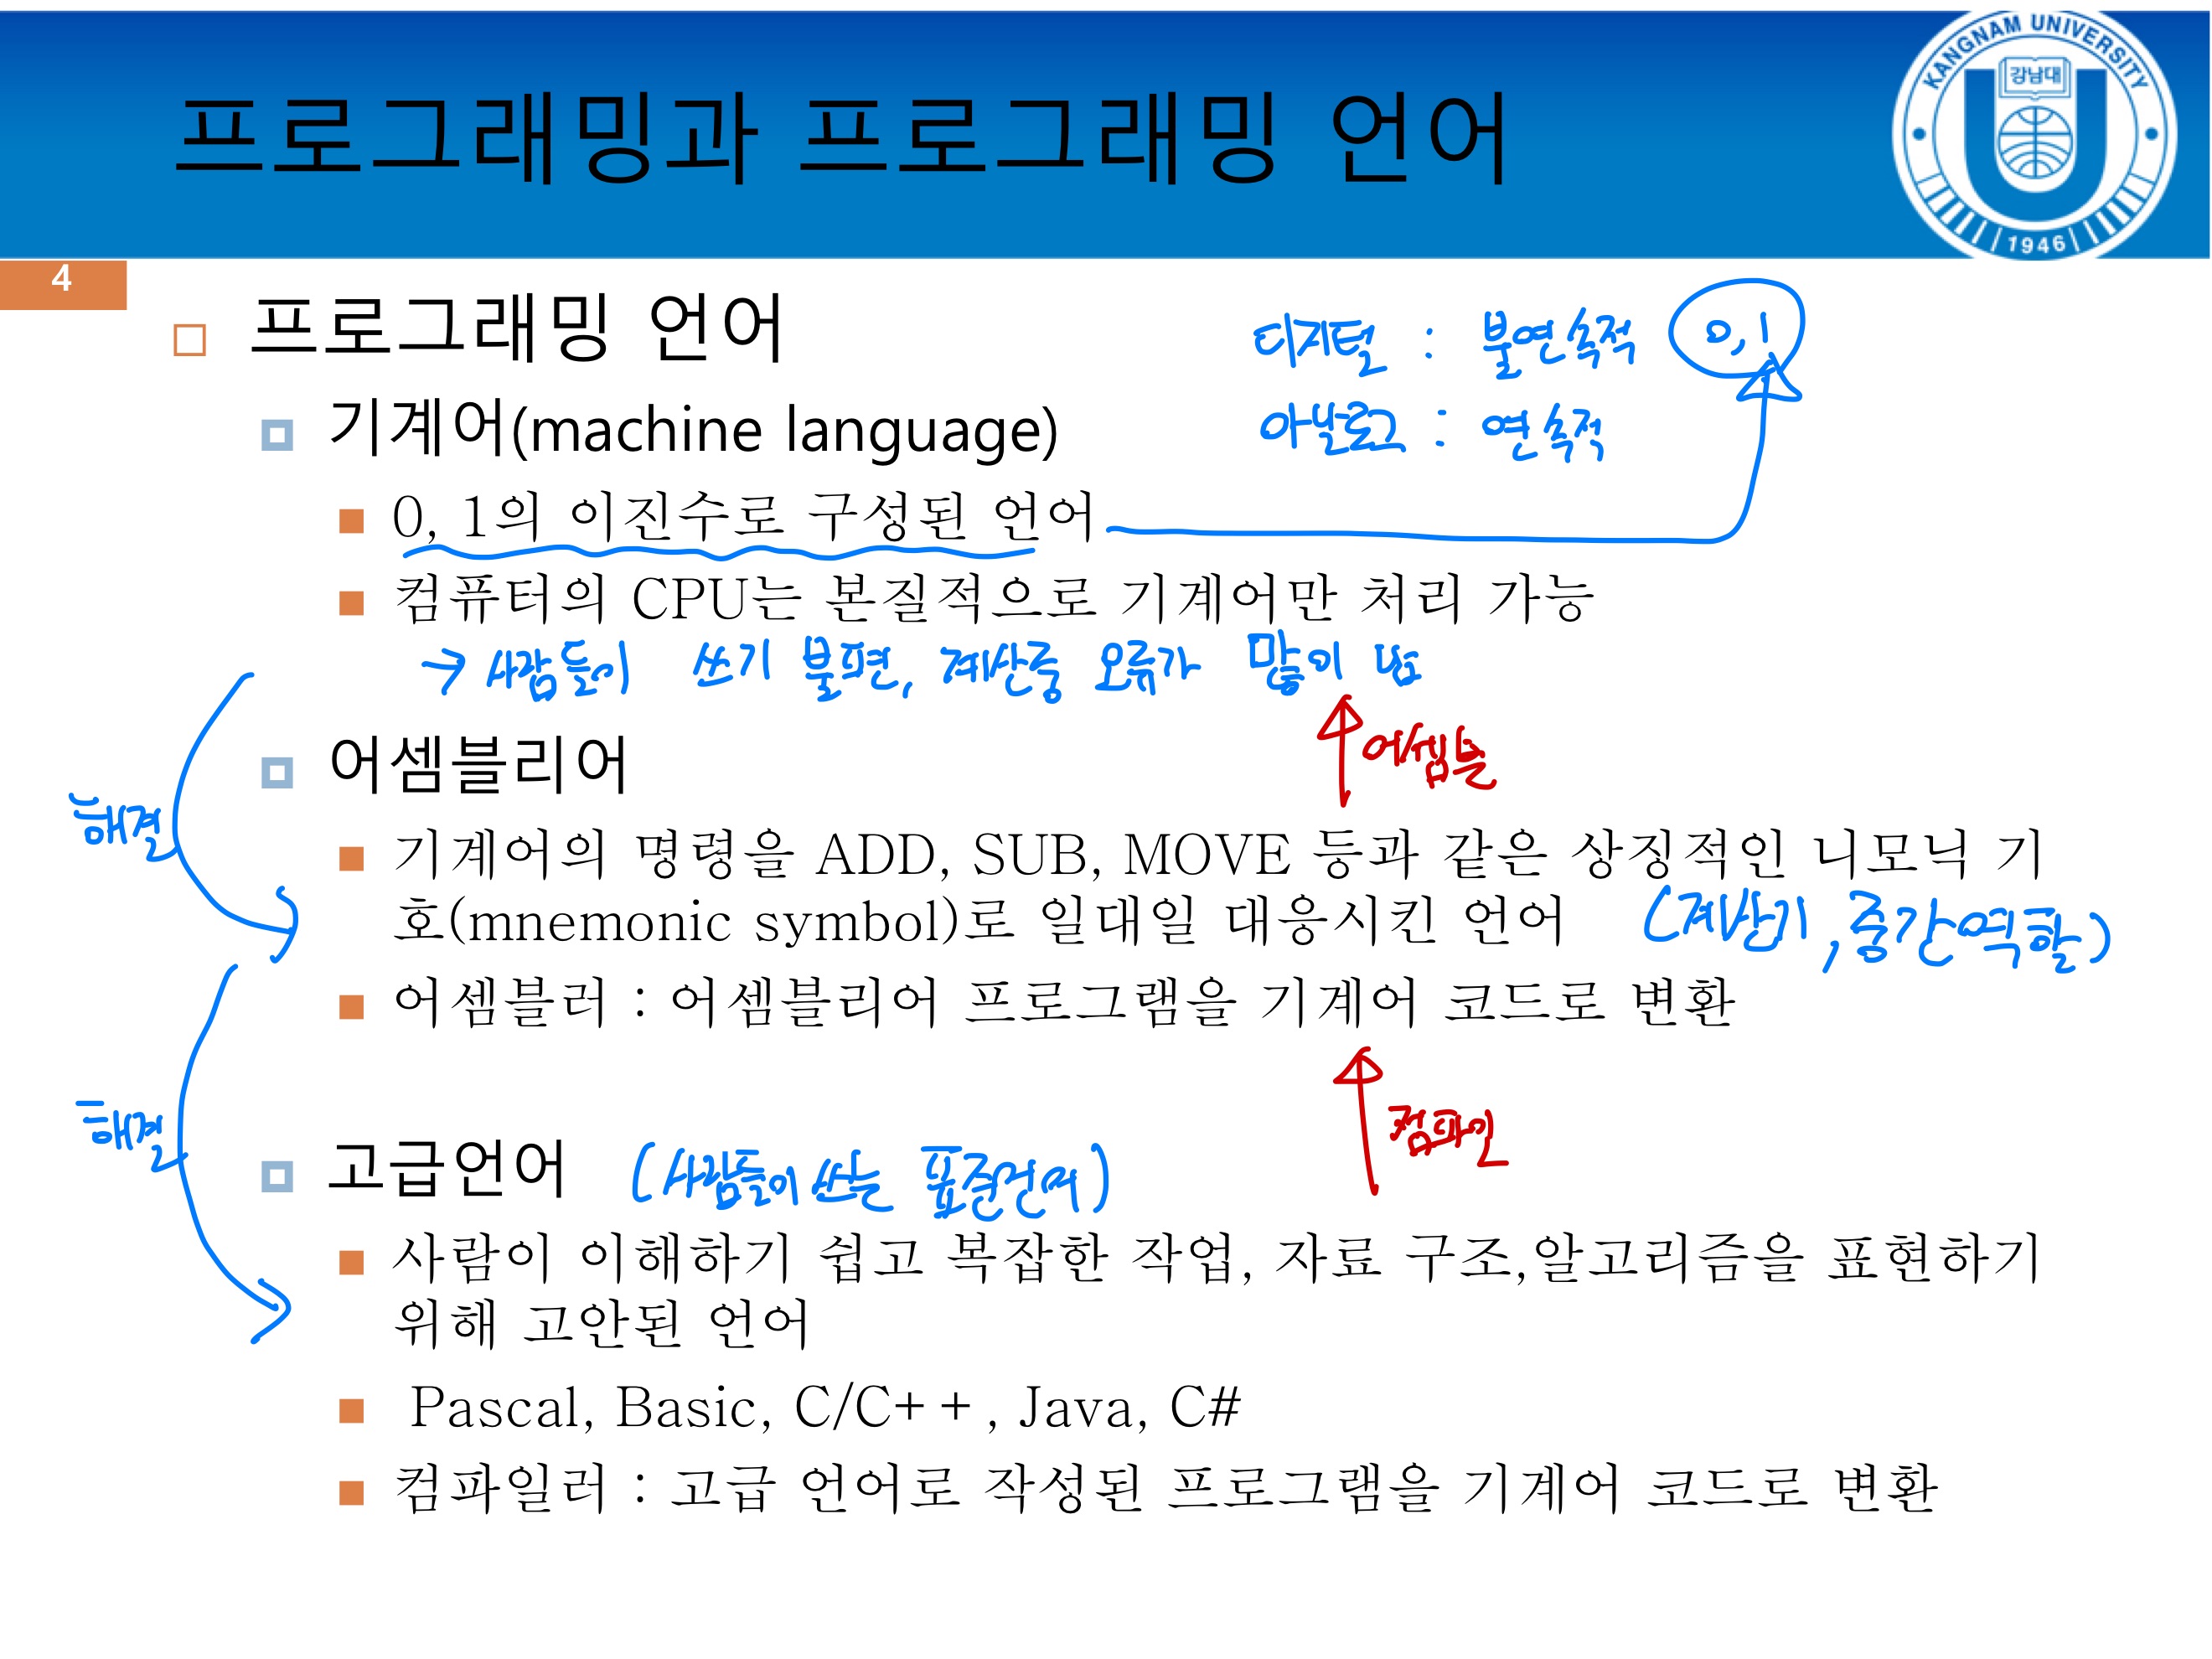 프로그래밍과 프로그래밍 언어
KANGNAM UNIVERSITY
강남대
1946
4
프로그래밍 언어
디지털 : 불연속적 0, 1
기계어(machine language)
아날로그 : 연속적
0, 1의 이진수로 구성된 언어
컴퓨터의 CPU는 본질적으로 기계어만 처리 가능
→ 사람들이 쓰기 불편, 계산중 오류가 많이 남
어셈블리어
어셈블
해결
기계어의 명령을 ADD, SUB, MOVE 등과 같은 상징적인 니모닉 기
호(mnemonic symbol)로 일대일 대응시킨 언어 (계산기, 중간역할)
어셈블러 : 어셈블리어 프로그램을 기계어 코드로 변환
해결
컴파일
고급언어 (사람들이 쓰는 표준언어)
사람이 이해하기 쉽고 복잡한 작업, 자료 구조,알고리즘을 표현하기
위해 고안된 언어
Pascal, Basic, C/C++, Java, C#
컴파일러 : 고급 언어로 작성된 프로그램을 기계어 코드로 변환